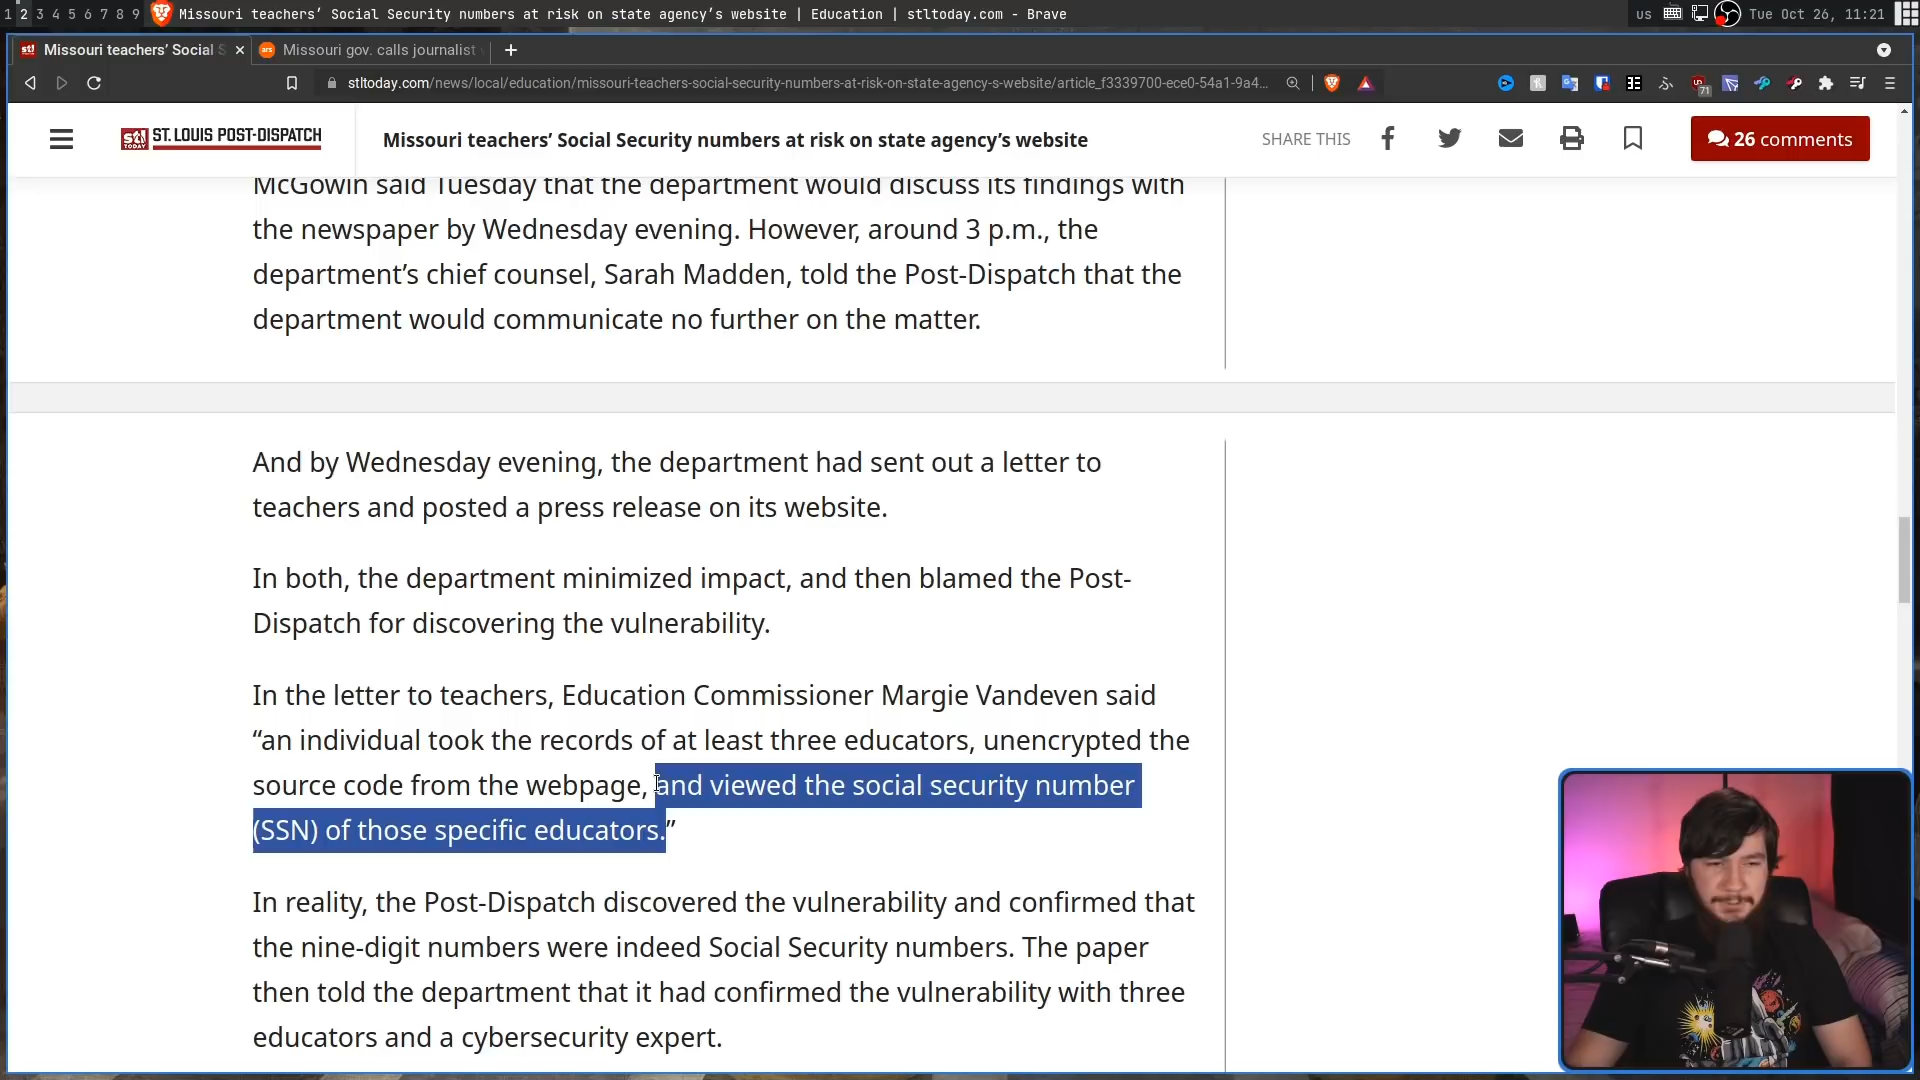 1 2 3 4 5 6 7 8 9 Missouri teachers’ Social Security numbers at risk on state agency’s website | Education | stltoday.com - Brave us Tue Oct 26, 11:21
Missouri teachers’ Social S Missouri gov. calls journalist
stltoday.com/news/local/education/missouri-teachers-social-security-numbers-at-risk-on-state-agency-s-website/article_f3339700-ece0-54a1-9a4... 71
stl TODAY ST. LOUIS POST-DISPATCH Missouri teachers’ Social Security numbers at risk on state agency’s website SHARE THIS 26 comments
McGowin said Tuesday that the department would discuss its findings with
the newspaper by Wednesday evening. However, around 3 p.m., the
department’s chief counsel, Sarah Madden, told the Post-Dispatch that the
department would communicate no further on the matter.
And by Wednesday evening, the department had sent out a letter to
teachers and posted a press release on its website.
In both, the department minimized impact, and then blamed the Post-
Dispatch for discovering the vulnerability.
In the letter to teachers, Education Commissioner Margie Vandeven said
“an individual took the records of at least three educators, unencrypted the
source code from the webpage, and viewed the social security number
(SSN) of those specific educators.”
In reality, the Post-Dispatch discovered the vulnerability and confirmed that
the nine-digit numbers were indeed Social Security numbers. The paper
then told the department that it had confirmed the vulnerability with three
educators and a cybersecurity expert.